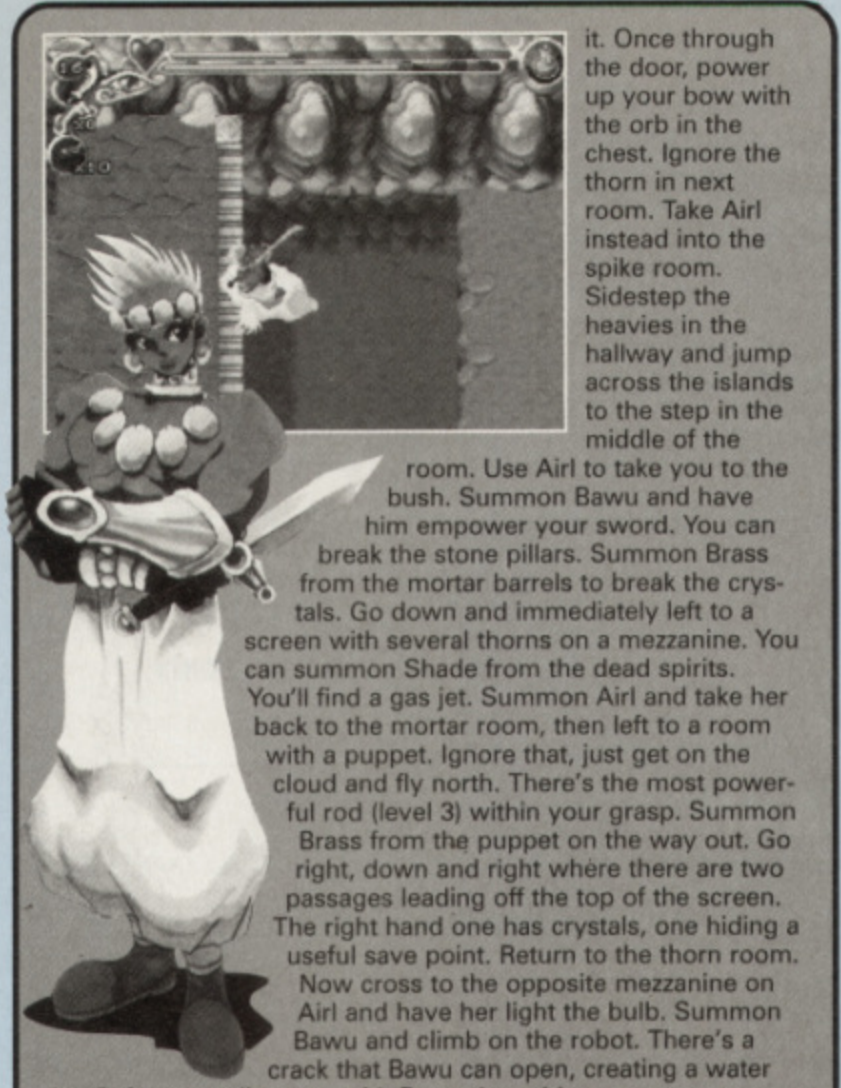 it. Once through
the door, power
up your bow with
the orb in the
chest. Ignore the
thorn in next
room. Take Airl
instead into the
spike room.
Sidestep the
heavies in the
hallway and jump
across the islands
to the step in the
middle of the
room. Use Airl to take you to the
bush. Summon Bawu and have
him empower your sword. You can
break the stone pillars. Summon Brass
from the mortar barrels to break the crys-
tals. Go down and immediately left to a
screen with several thorns on a mezzanine. You
can summon Shade from the dead spirits.
You'll find a gas jet. Summon Airl and take her
back to the mortar room, then left to a room
with a puppet. Ignore that, just get on the
cloud and fly north. There's the most power-
ful rod (level 3) within your grasp. Summon
Brass from the puppet on the way out. Go
right, down and right where there are two
passages leading off the top of the screen.
The right hand one has crystals, one hiding a
useful save point. Return to the thorn room.
Now cross to the opposite mezzanine on
Airl and have her light the bulb. Summon
Bawu and climb on the robot. There's a
crack that Bawu can open, creating a water